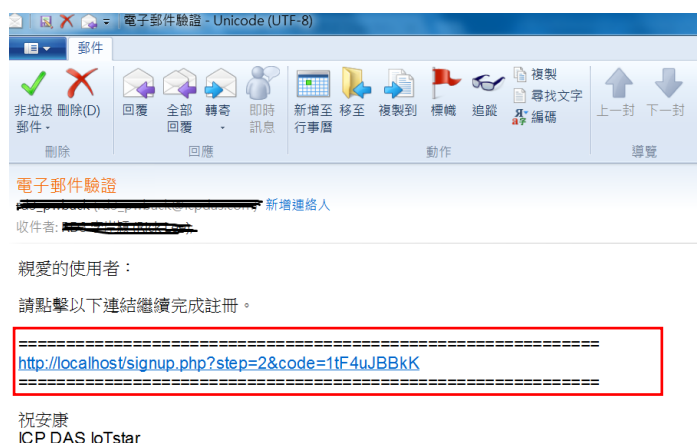 電子郵件驗證 - Unicode (UTF-8)
郵件
非垃圾郵件 刪除(D) 回覆 全部回覆 轉寄 即時訊息 新增至行事曆 移至 複製到 標幟 追蹤 複製 尋找文字 編碼 上一封 下一封
刪除 回應 動作 導覽
電子郵件驗證
新增連絡人
收件者:
親愛的使用者：
請點擊以下連結繼續完成註冊。
==============================================================
http://localhost/signup.php?step=2&code=1tF4uJBBkK
==============================================================
祝安康
ICP DAS IoTstar